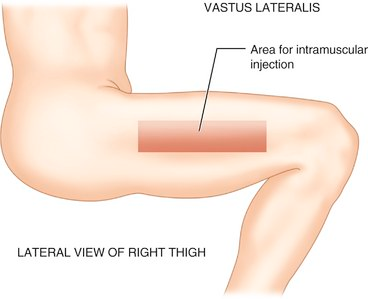 VASTUS LATERALIS
Area for intramuscular
injection
LATERAL VIEW OF RIGHT THIGH